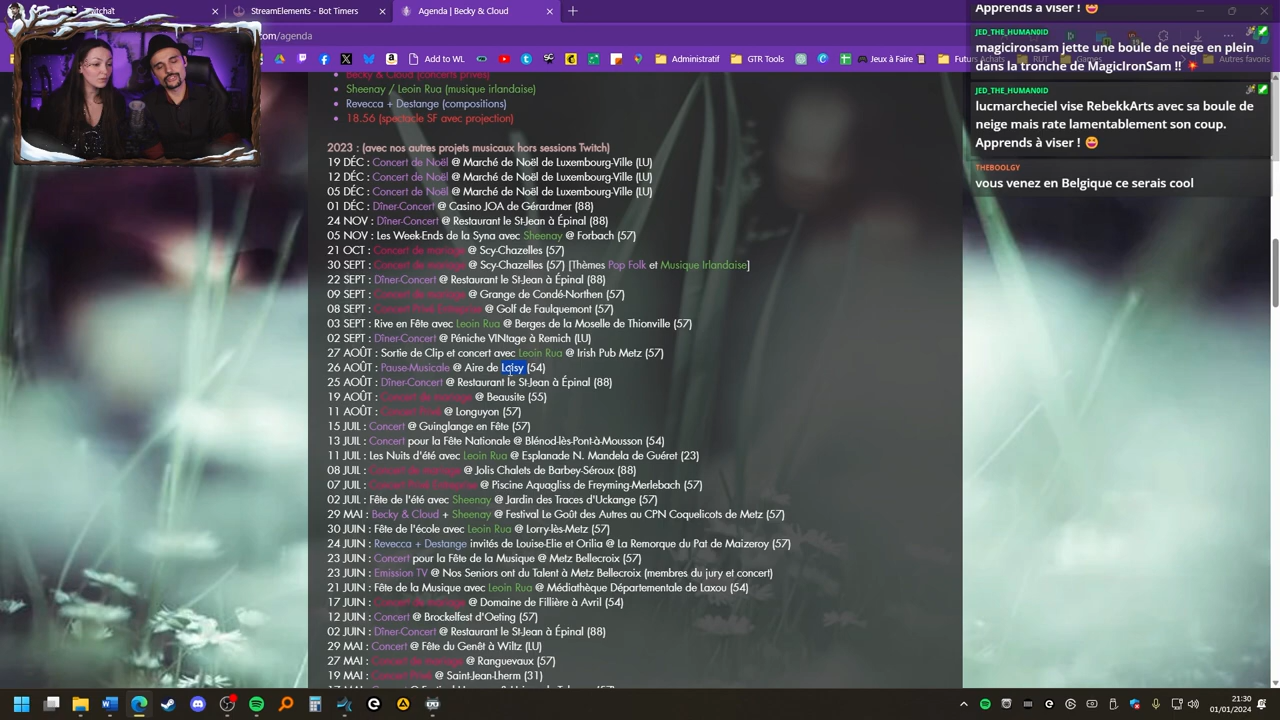 StreamElements - Bot Timers
Agenda | Becky & Cloud
com/agenda
Add to WL
Administratif
GTR Tools
Jeux à Faire
Games
Autres favoris
Becky & Cloud (concerts privés)
Sheenay / Leoin Rua (musique irlandaise)
Revecca + Destange (compositions)
18.56 (spectacle SF avec projection)
2023 : (avec nos autres projets musicaux hors sessions Twitch)
19 DÉC : Concert de Noël @ Marché de Noël de Luxembourg-Ville (LU)
12 DÉC : Concert de Noël @ Marché de Noël de Luxembourg-Ville (LU)
05 DÉC : Concert de Noël @ Marché de Noël de Luxembourg-Ville (LU)
01 DÉC : Dîner-Concert @ Casino JOA de Gérardmer (88)
24 NOV : Dîner-Concert @ Restaurant le St-Jean à Épinal (88)
05 NOV : Les Week-Ends de la Syna avec Sheenay @ Forbach (57)
21 OCT : Concert de mariage @ Scy-Chazelles (57)
30 SEPT : Concert de mariage @ Scy-Chazelles (57) [Thèmes Pop Folk et Musique Irlandaise]
22 SEPT : Dîner-Concert @ Restaurant le St-Jean à Épinal (88)
09 SEPT : Concert de mariage @ Grange de Condé-Northen (57)
08 SEPT : Concert Privé Entreprise @ Golf de Faulquemont (57)
03 SEPT : Rive en Fête avec Leoin Rua @ Berges de la Moselle de Thionville (57)
02 SEPT : Dîner-Concert @ Péniche VINtage à Remich (LU)
27 AOÛT : Sortie de Clip et concert avec Leoin Rua @ Irish Pub Metz (57)
26 AOÛT : Pause-Musicale @ Aire de Loisy (54)
25 AOÛT : Dîner-Concert @ Restaurant le St-Jean à Épinal (88)
19 AOÛT : Concert de mariage @ Beausite (55)
11 AOÛT : Concert Privé @ Longuyon (57)
15 JUIL : Concert @ Guinglange en Fête (57)
13 JUIL : Concert pour la Fête Nationale @ Blénod-lès-Pont-à-Mousson (54)
11 JUIL : Les Nuits d'été avec Leoin Rua @ Esplanade N. Mandela de Guéret (23)
08 JUIL : Concert de mariage @ Jolis Chalets de Barbey-Séroux (88)
07 JUIL : Concert Privé Entreprise @ Piscine Aquagliss de Freyming-Merlebach (57)
02 JUIL : Fête de l'été avec Sheenay @ Jardin des Traces d'Uckange (57)
29 MAI : Becky & Cloud + Sheenay @ Festival Le Goût des Autres au CPN Coquelicots de Metz (57)
30 JUIN : Fête de l'école avec Leoin Rua @ Lorry-lès-Metz (57)
24 JUIN : Revecca + Destange invités de Louise-Elie et Orilia @ La Remorque du Pat de Maizeroy (57)
23 JUIN : Concert pour la Fête de la Musique @ Metz Bellecroix (57)
23 JUIN : Emission TV @ Nos Seniors ont du Talent à Metz Bellecroix (membres du jury et concert)
21 JUIN : Fête de la Musique avec Leoin Rua @ Médiathèque Départementale de Laxou (54)
17 JUIN : Concert de mariage @ Domaine de Fillière à Avril (54)
12 JUIN : Concert @ Brockelfest d'Oeting (57)
02 JUIN : Dîner-Concert @ Restaurant le St-Jean à Épinal (88)
29 MAI : Concert @ Fête du Genêt à Wiltz (LU)
27 MAI : Concert de mariage @ Ranguevaux (57)
19 MAI : Concert Privé @ Saint-Jean-Lherm (31)
Apprends a viser !
JED_THE_HUMAN0ID
magicironsam jette une boule de neige en plein
dans la tronche de MagicIronSam !!
JED_THE_HUMAN0ID
lucmarcheciel vise RebekkArts avec sa boule de
neige mais rate lamentablement son coup.
Apprends à viser !
THEBOOLGY
vous venez en Belgique ce serais cool
21:30
01/01/2024